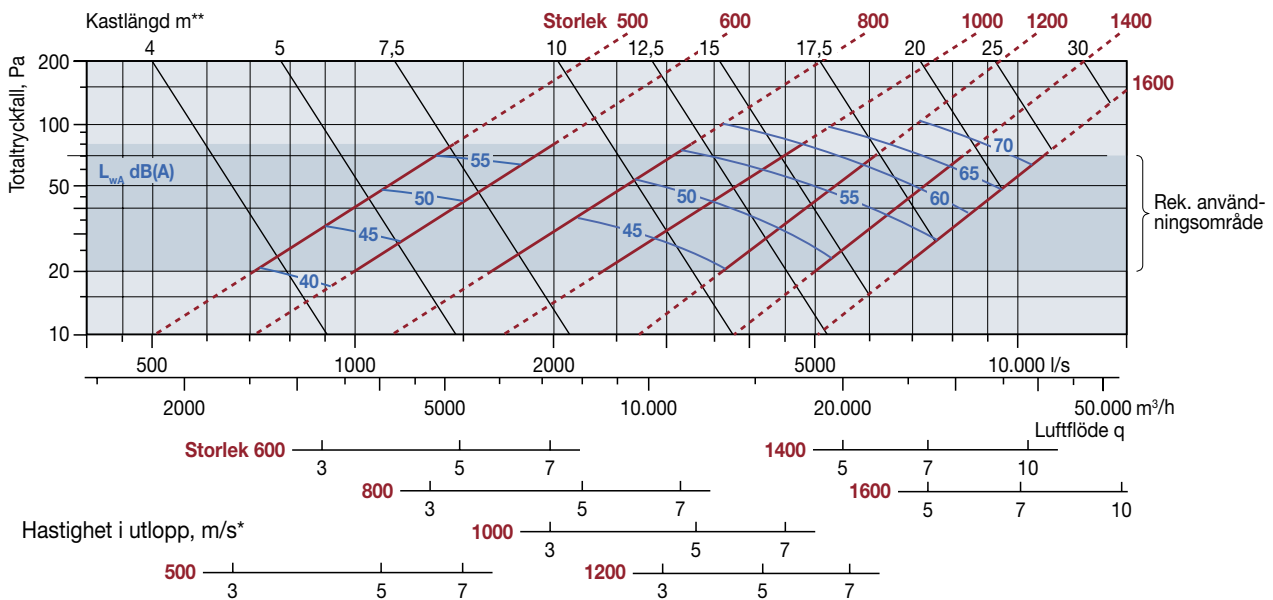 Kastlängd m** Storlek 500 600 800 1000 1200 1400
4 5 7,5 10 12,5 15 17,5 20 25 30
1600
Totaltryckfall, Pa
200
100
50
20
10
L_wA dB(A)
70
55 65
50 50 55 60
45 45
40
Rek. använd-
ningsområde
500 1000 2000 5000 10.000 l/s
2000 5000 10.000 20.000 50.000 m³/h
Luftflöde q
Storlek 600 1400
3 5 7 5 7 10
800 1600
3 5 7 5 7 10
Hastighet i utlopp, m/s*
1000
3 5 7
500 1200
3 5 7 3 5 7